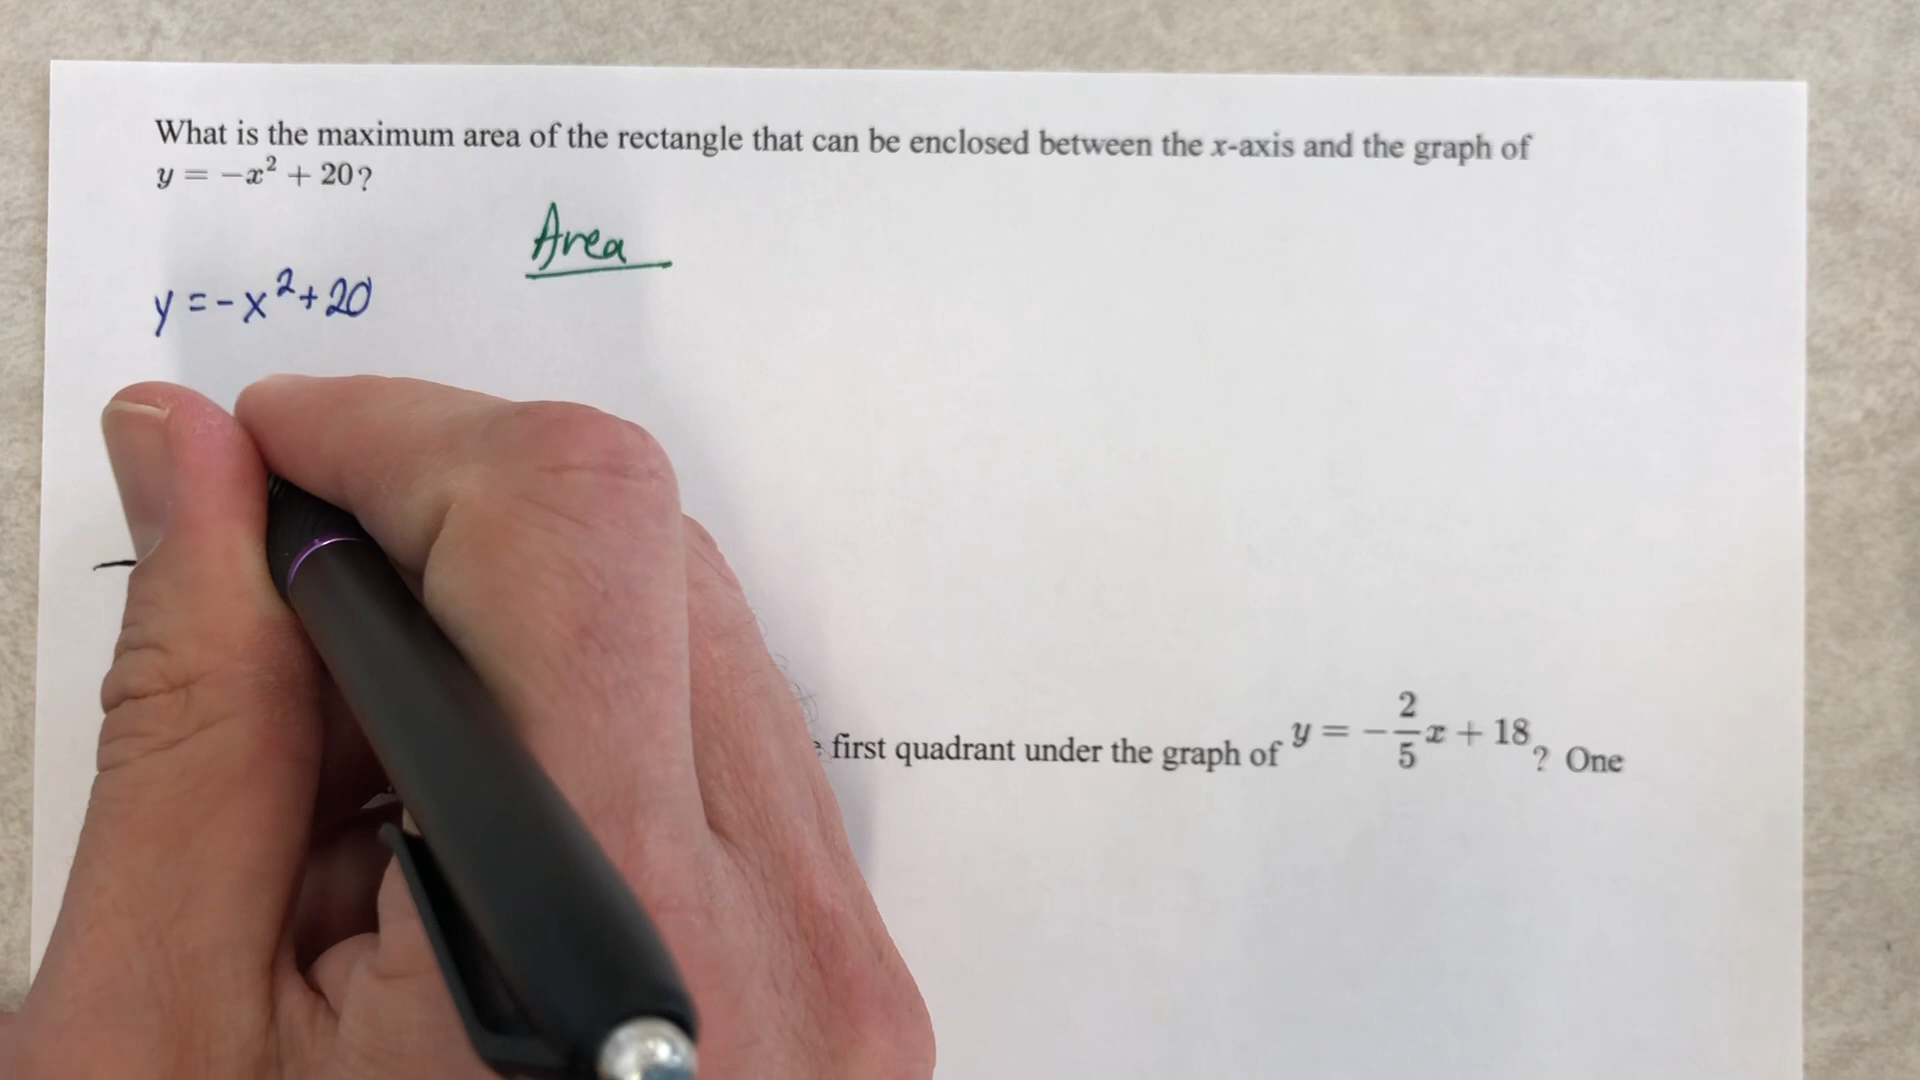 What is the maximum area of the rectangle that can be enclosed between the x-axis and the graph of
y = −x² + 20?
Area
y = -x² + 20
first quadrant under the graph of y = −2/5x + 18? One